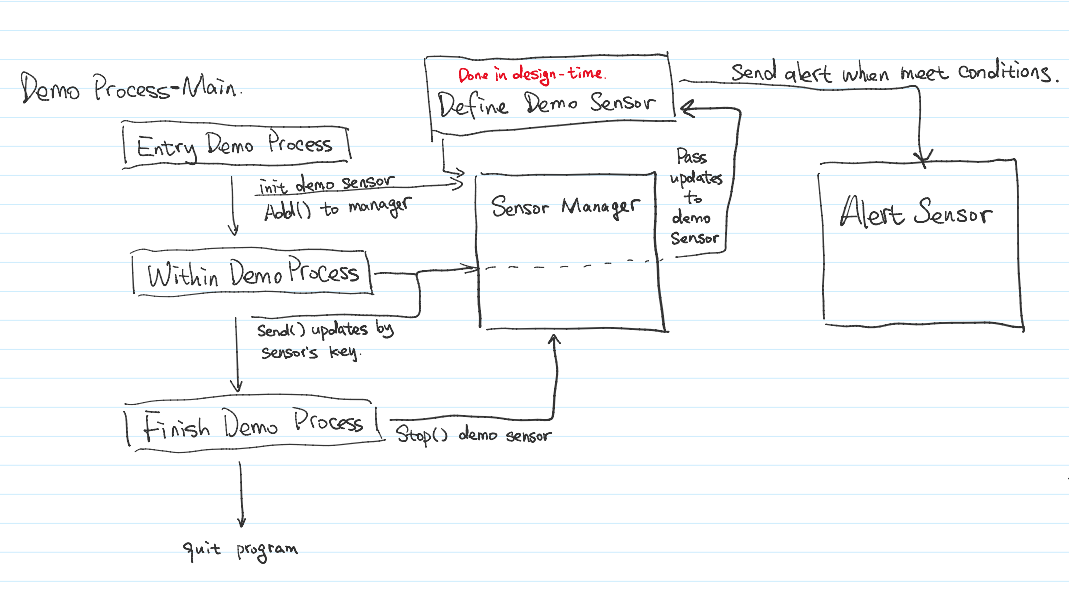 Demo Process-Main.
Done in design-time.
Define Demo Sensor
Send alert when meet conditions.
Entry Demo Process
init demo sensor
Add() to manager
Sensor Manager
Pass
updates
to
demo
Sensor
Alert Sensor
Within Demo Process
Send() updates by
sensor's key.
Finish Demo Process
Stop() demo sensor
quit program